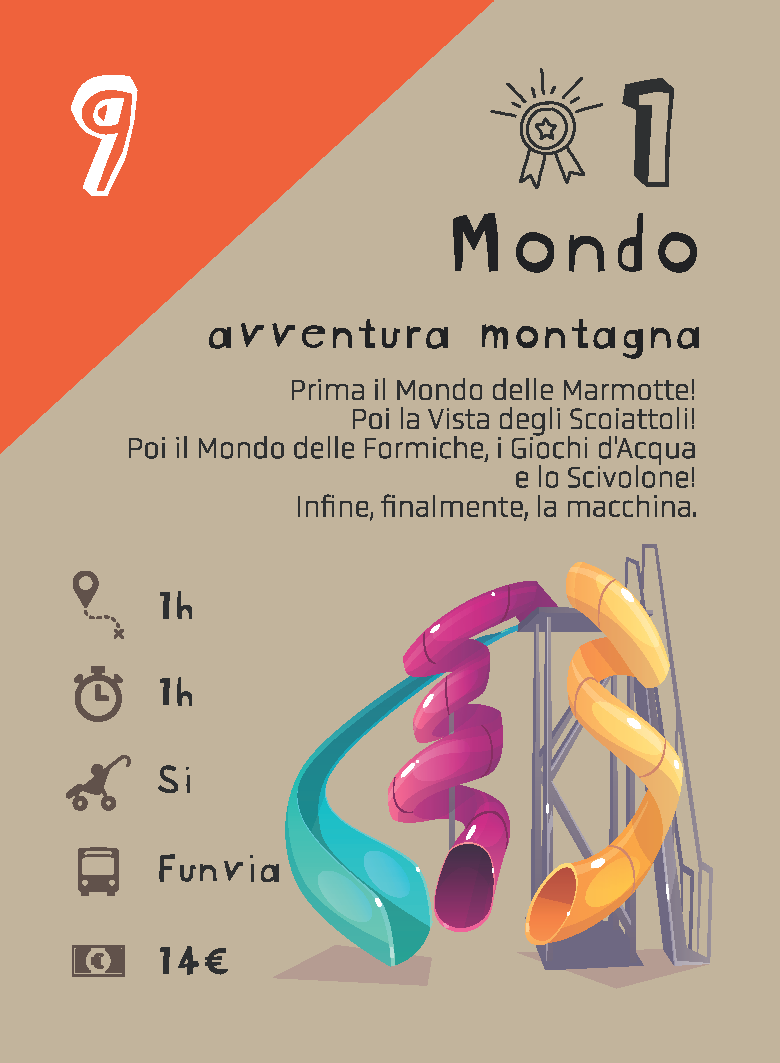 9
1
Mondo
avventura montagna
Prima il Mondo delle Marmotte!
Poi la Vista degli Scoiattoli!
Poi il Mondo delle Formiche, i Giochi d'Acqua
e lo Scivolone!
Infine, finalmente, la macchina.
1h
1h
Si
Funvia
14€